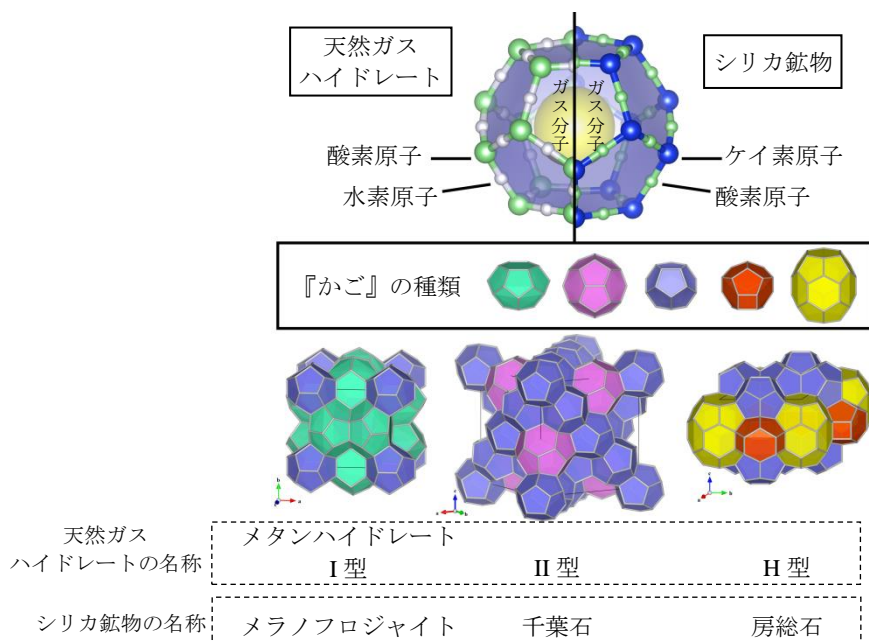 天然ガス
ハイドレート
シリカ鉱物
ガス分子
ガス分子
酸素原子
ケイ素原子
水素原子
酸素原子
『かご』の種類
b
a
c
a
b
c
b
a
天然ガス
ハイドレートの名称
メタンハイドレート
I 型
II 型
H 型
シリカ鉱物の名称
メラノフロジャイト
千葉石
房総石